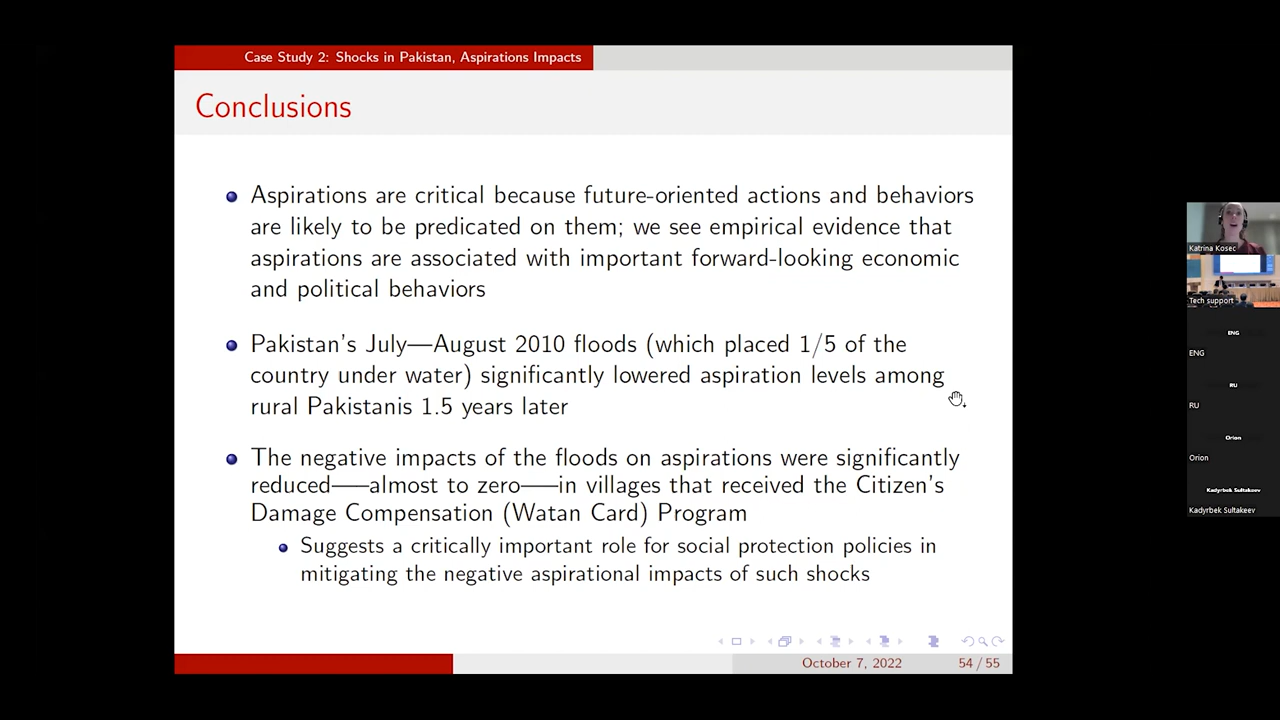 Case Study 2: Shocks in Pakistan, Aspirations Impacts
Conclusions
Aspirations are critical because future-oriented actions and behaviors
are likely to be predicated on them; we see empirical evidence that
aspirations are associated with important forward-looking economic
and political behaviors
Pakistan's July—August 2010 floods (which placed 1/5 of the
country under water) significantly lowered aspiration levels among
rural Pakistanis 1.5 years later
The negative impacts of the floods on aspirations were significantly
reduced——almost to zero——in villages that received the Citizen's
Damage Compensation (Watan Card) Program
Suggests a critically important role for social protection policies in
mitigating the negative aspirational impacts of such shocks
October 7, 2022
54 / 55
Katrina Kosec
Tech support
ENG
ENG
RU
RU
Orion
Orion
Kadyrbek Sultakeev
Kadyrbek Sultakeev